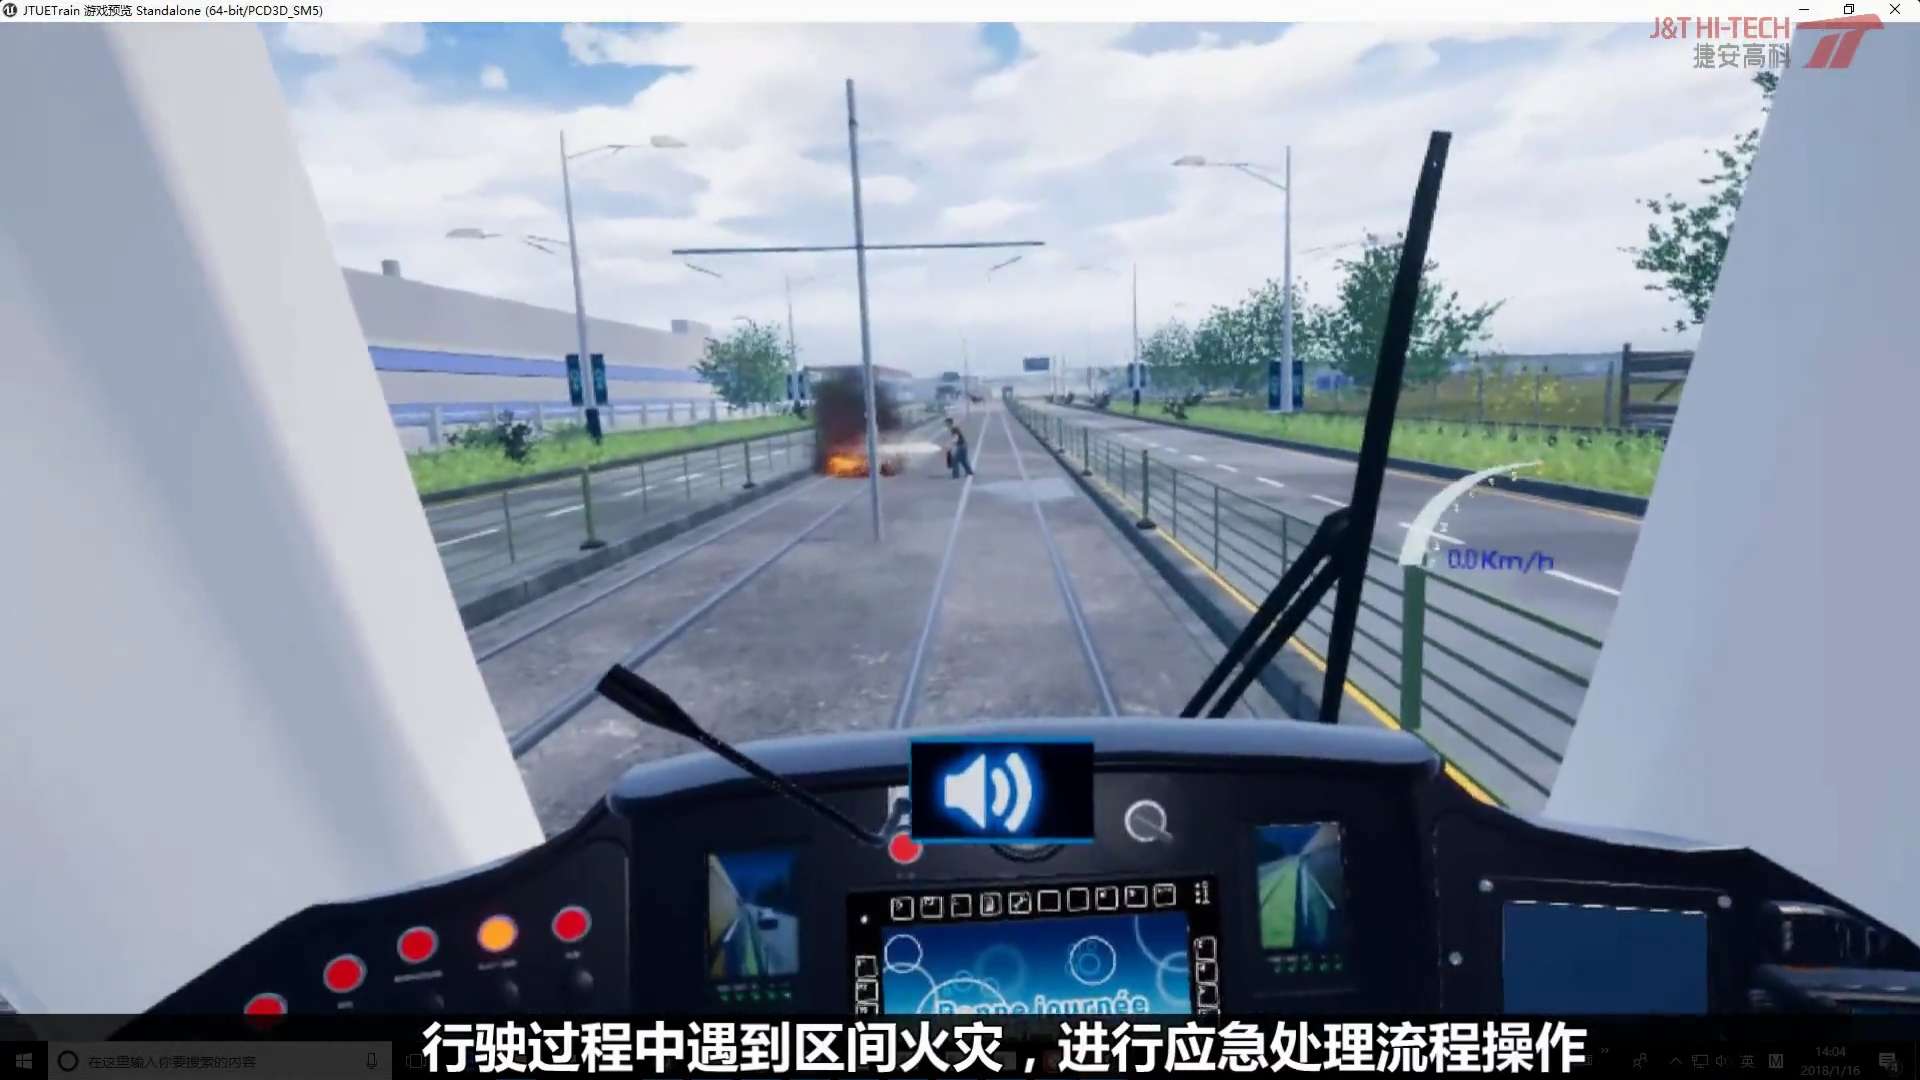 JTUETrain 游戏预览 Standalone (64-bit/PCD3D_SM5)
J&T HI-TECH
捷安高科
0.0Km/h
Bonne journée
行驶过程中遇到区间火灾，进行应急处理流程操作
在这里输入你要搜索的内容
英
M
14:04
2018/1/16